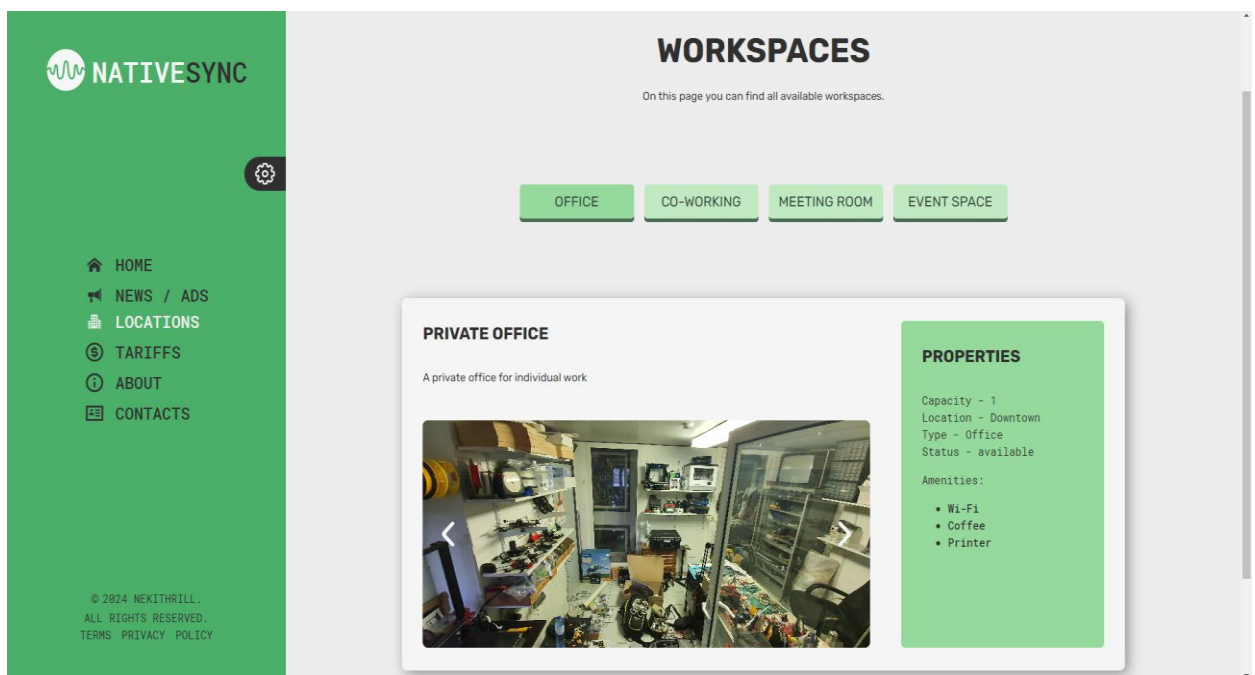 NATIVESYNC
HOME
NEWS / ADS
LOCATIONS
TARIFFS
ABOUT
CONTACTS
© 2024 NEKITHRILL.
ALL RIGHTS RESERVED.
TERMS PRIVACY POLICY
WORKSPACES
On this page you can find all available workspaces.
OFFICE
CO-WORKING
MEETING ROOM
EVENT SPACE
PRIVATE OFFICE
A private office for individual work
PROPERTIES
Capacity - 1
Location - Downtown
Type - Office
Status - available
Amenities:
• Wi-Fi
• Coffee
• Printer